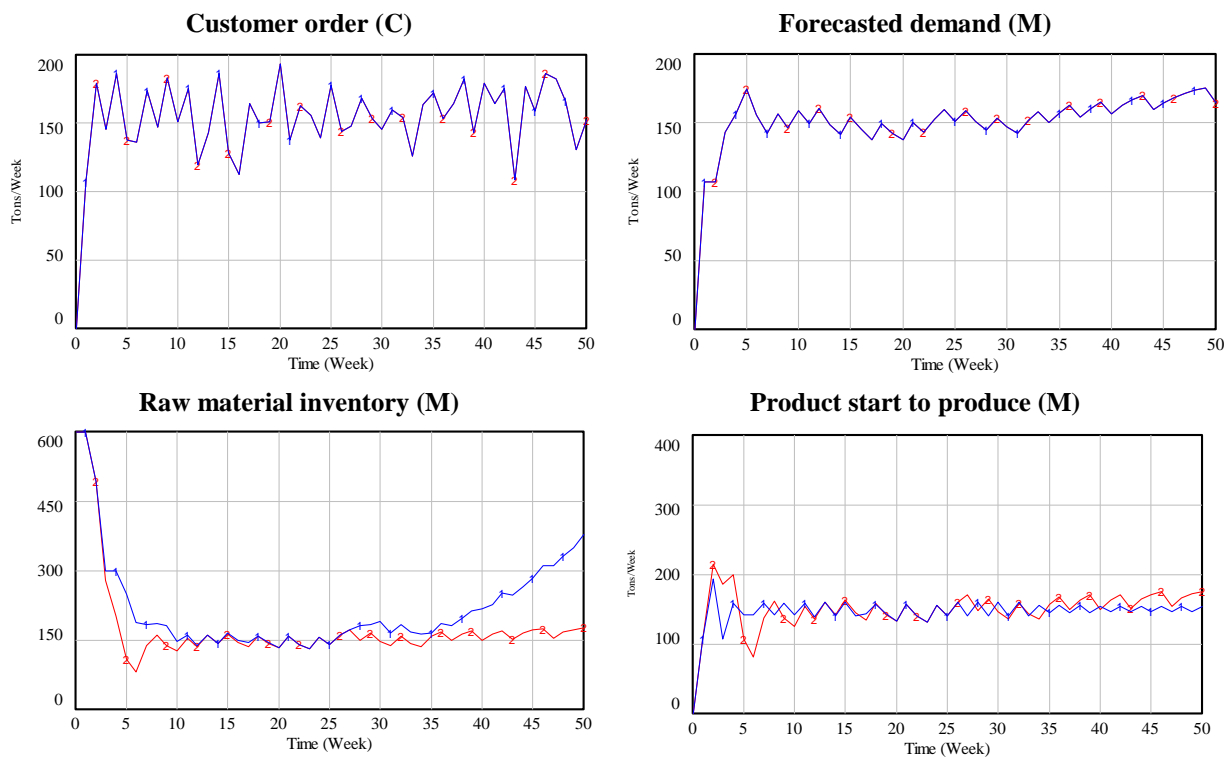 Customer order (C)
200
150
100
50
0
Tons/Week
0 5 10 15 20 25 30 35 40 45 50
Time (Week)
Forecasted demand (M)
200
150
100
50
0
Tons/Week
0 5 10 15 20 25 30 35 40 45 50
Time (Week)
Raw material inventory (M)
600
450
300
150
0
0 5 10 15 20 25 30 35 40 45 50
Time (Week)
Product start to produce (M)
400
300
200
100
0
Tons/Week
0 5 10 15 20 25 30 35 40 45 50
Time (Week)